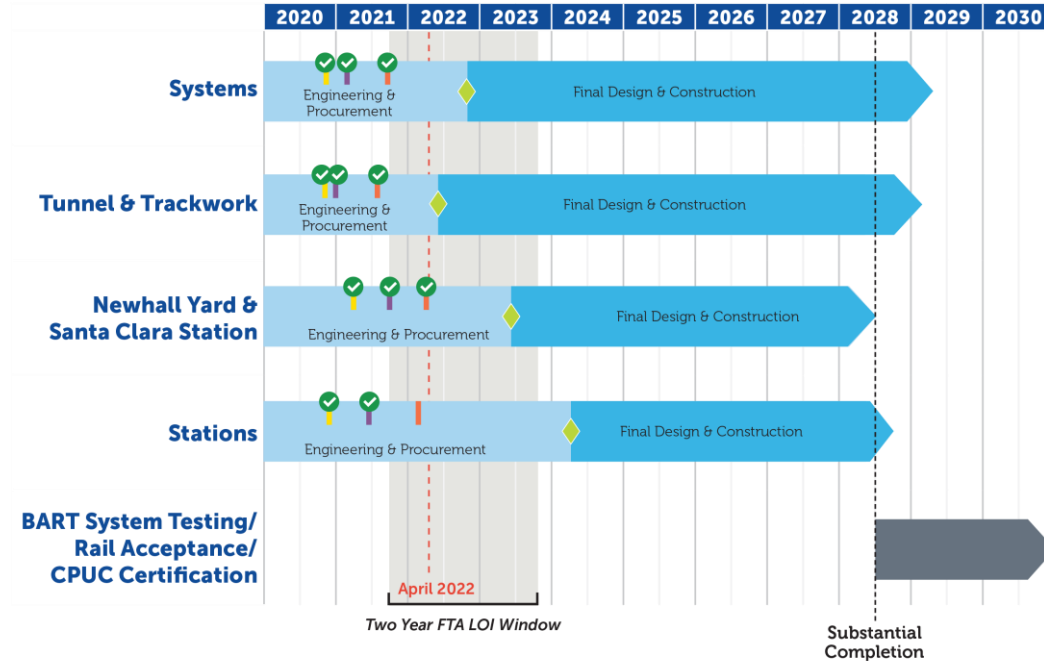 2020 2021 2022 2023 2024 2025 2026 2027 2028 2029 2030
Systems
Engineering &
Procurement
Final Design & Construction
Tunnel & Trackwork
Engineering &
Procurement
Final Design & Construction
Newhall Yard &
Santa Clara Station
Engineering & Procurement
Final Design & Construction
Stations
Engineering & Procurement
Final Design & Construction
BART System Testing/
Rail Acceptance/
CPUC Certification
April 2022
Two Year FTA LOI Window
Substantial
Completion